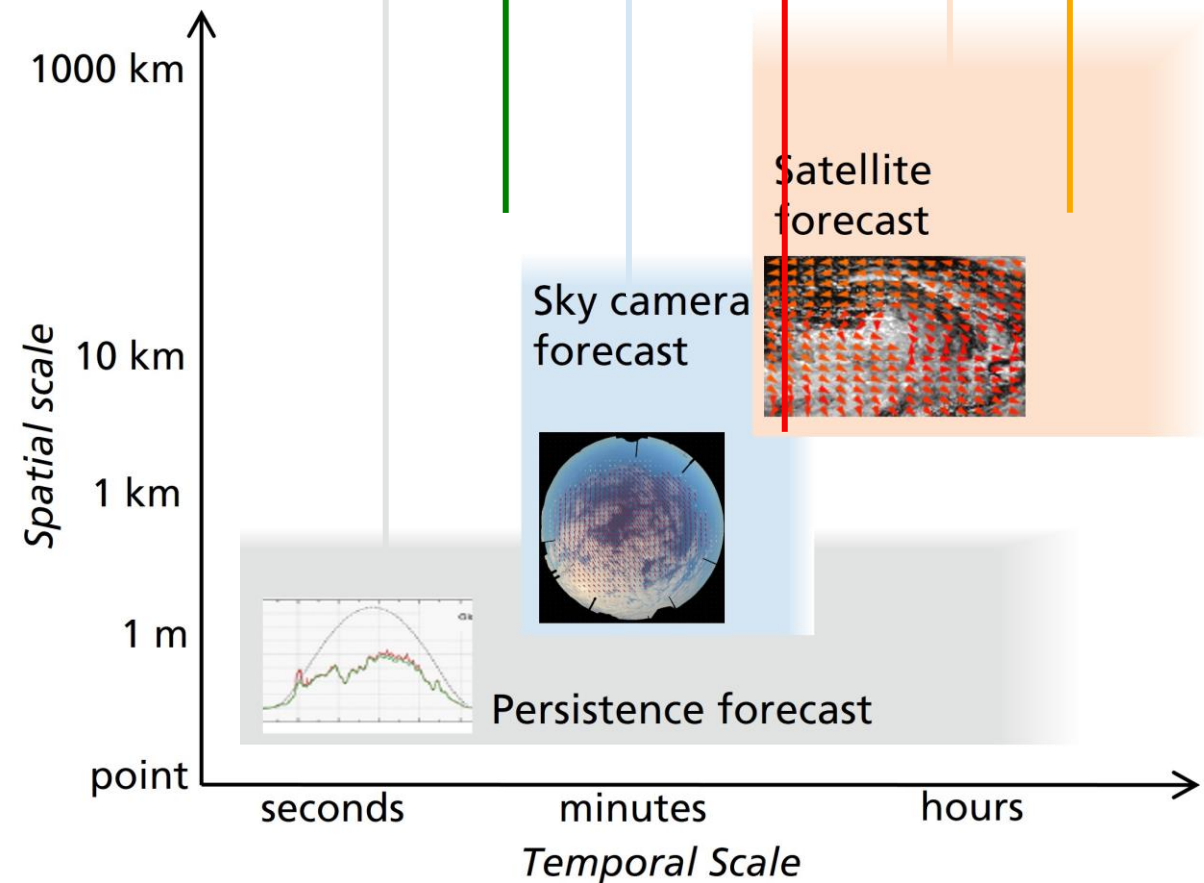 1000 km
Satellite
forecast
Sky camera
forecast
10 km
Spatial scale
1 km
1 m
Persistence forecast
point
seconds minutes hours
Temporal Scale